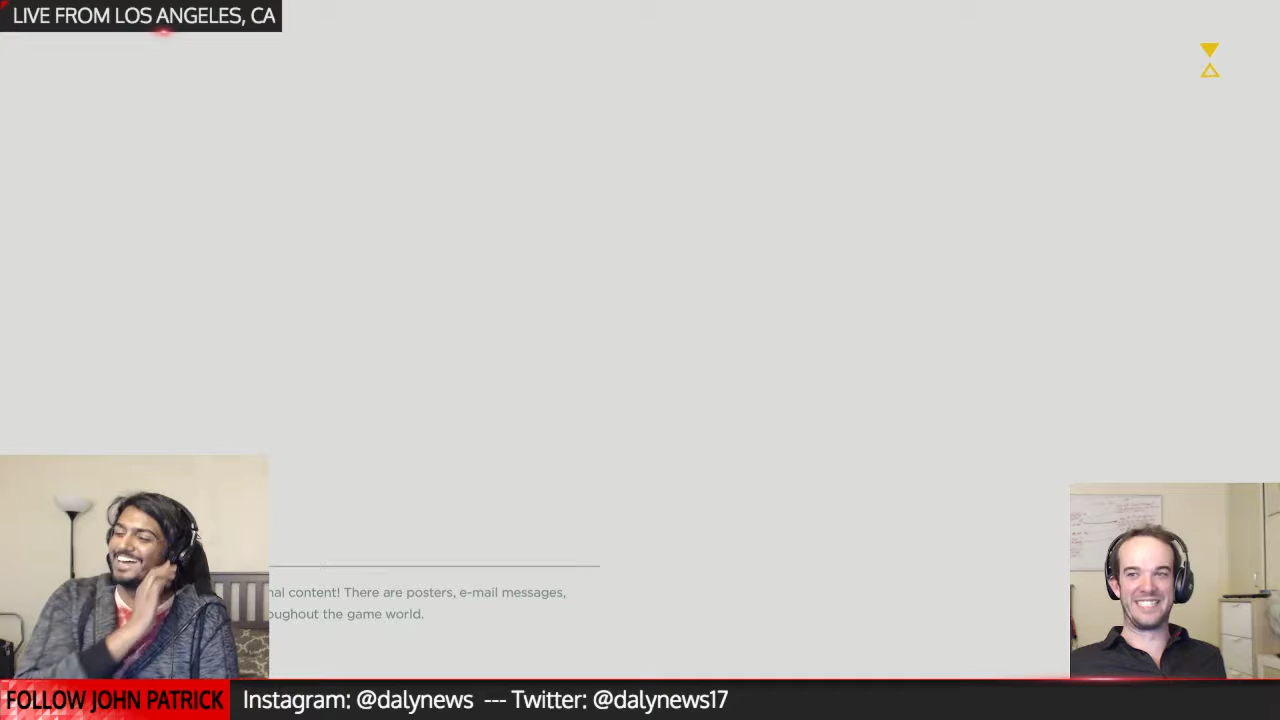 LIVE FROM LOS ANGELES, CA
nal content! There are posters, e-mail messages,
oughout the game world.
FOLLOW JOHN PATRICK
Instagram: @dalynews --- Twitter: @dalynews17